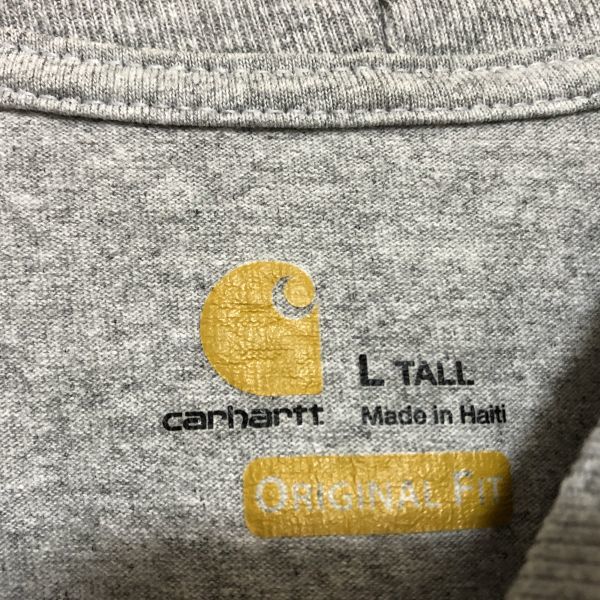 L TALL
carhartt Made in Haiti
ORIGINAL FIT